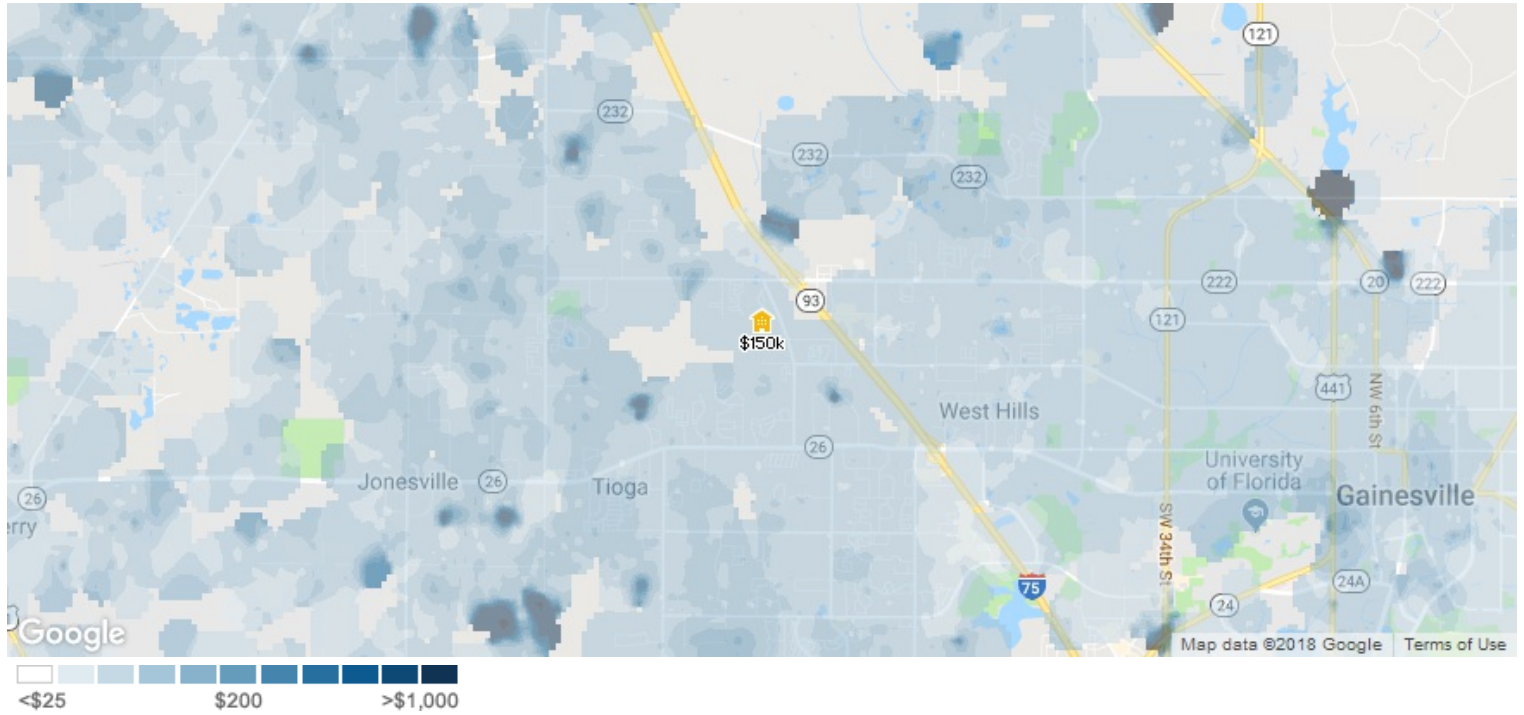 121
232
232
232
93
$150k
222
20
222
121
441
NW 6th St
West Hills
26
University
of Florida
Jonesville
26
Tioga
Gainesville
26
erry
SW 34th St
75
24A
24
Google
Map data ©2018 Google
Terms of Use
<$25
$200
>$1,000